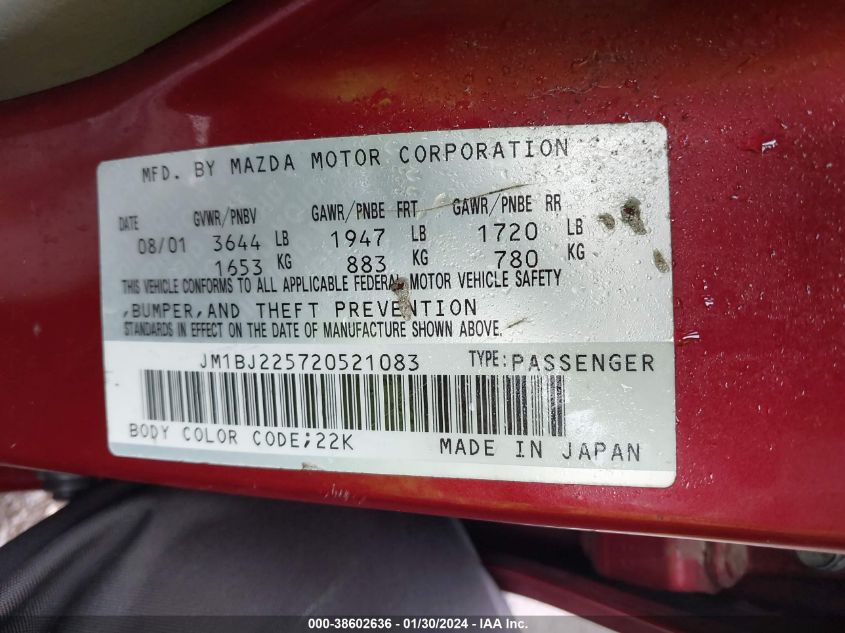 MFD. BY MAZDA MOTOR CORPORATION
DATE GVWR/PNBV GAWR/PNBE FRT GAWR/PNBE RR
08/01 3644 LB 1947 LB 1720 LB
1653 KG 883 KG 780 KG
THIS VEHICLE CONFORMS TO ALL APPLICABLE FEDERAL MOTOR VEHICLE SAFETY
,BUMPER,AND THEFT PREVENTION
STANDARDS IN EFFECT ON THE DATE OF MANUFACTURE SHOWN ABOVE.
JM1BJ225720521083 TYPE:PASSENGER
BODY COLOR CODE;22K MADE IN JAPAN
000-38602636 - 01/30/2024 - IAA Inc.